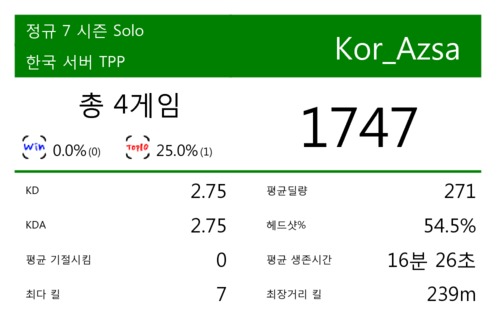 정규 7 시즌 Solo
한국 서버 TPP
Kor_Azsa
총 4게임
1747
Win 0.0%(0) TOP10 25.0%(1)
KD 2.75 평균딜량 271
KDA 2.75 헤드샷% 54.5%
평균 기절시킴 0 평균 생존시간 16분 26초
최다 킬 7 최장거리 킬 239m